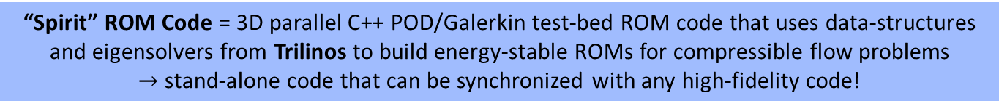 “Spirit” ROM Code = 3D parallel C++ POD/Galerkin test-bed ROM code that uses data-structures
and eigensolvers from Trilinos to build energy-stable ROMs for compressible flow problems
→ stand-alone code that can be synchronized with any high-fidelity code!